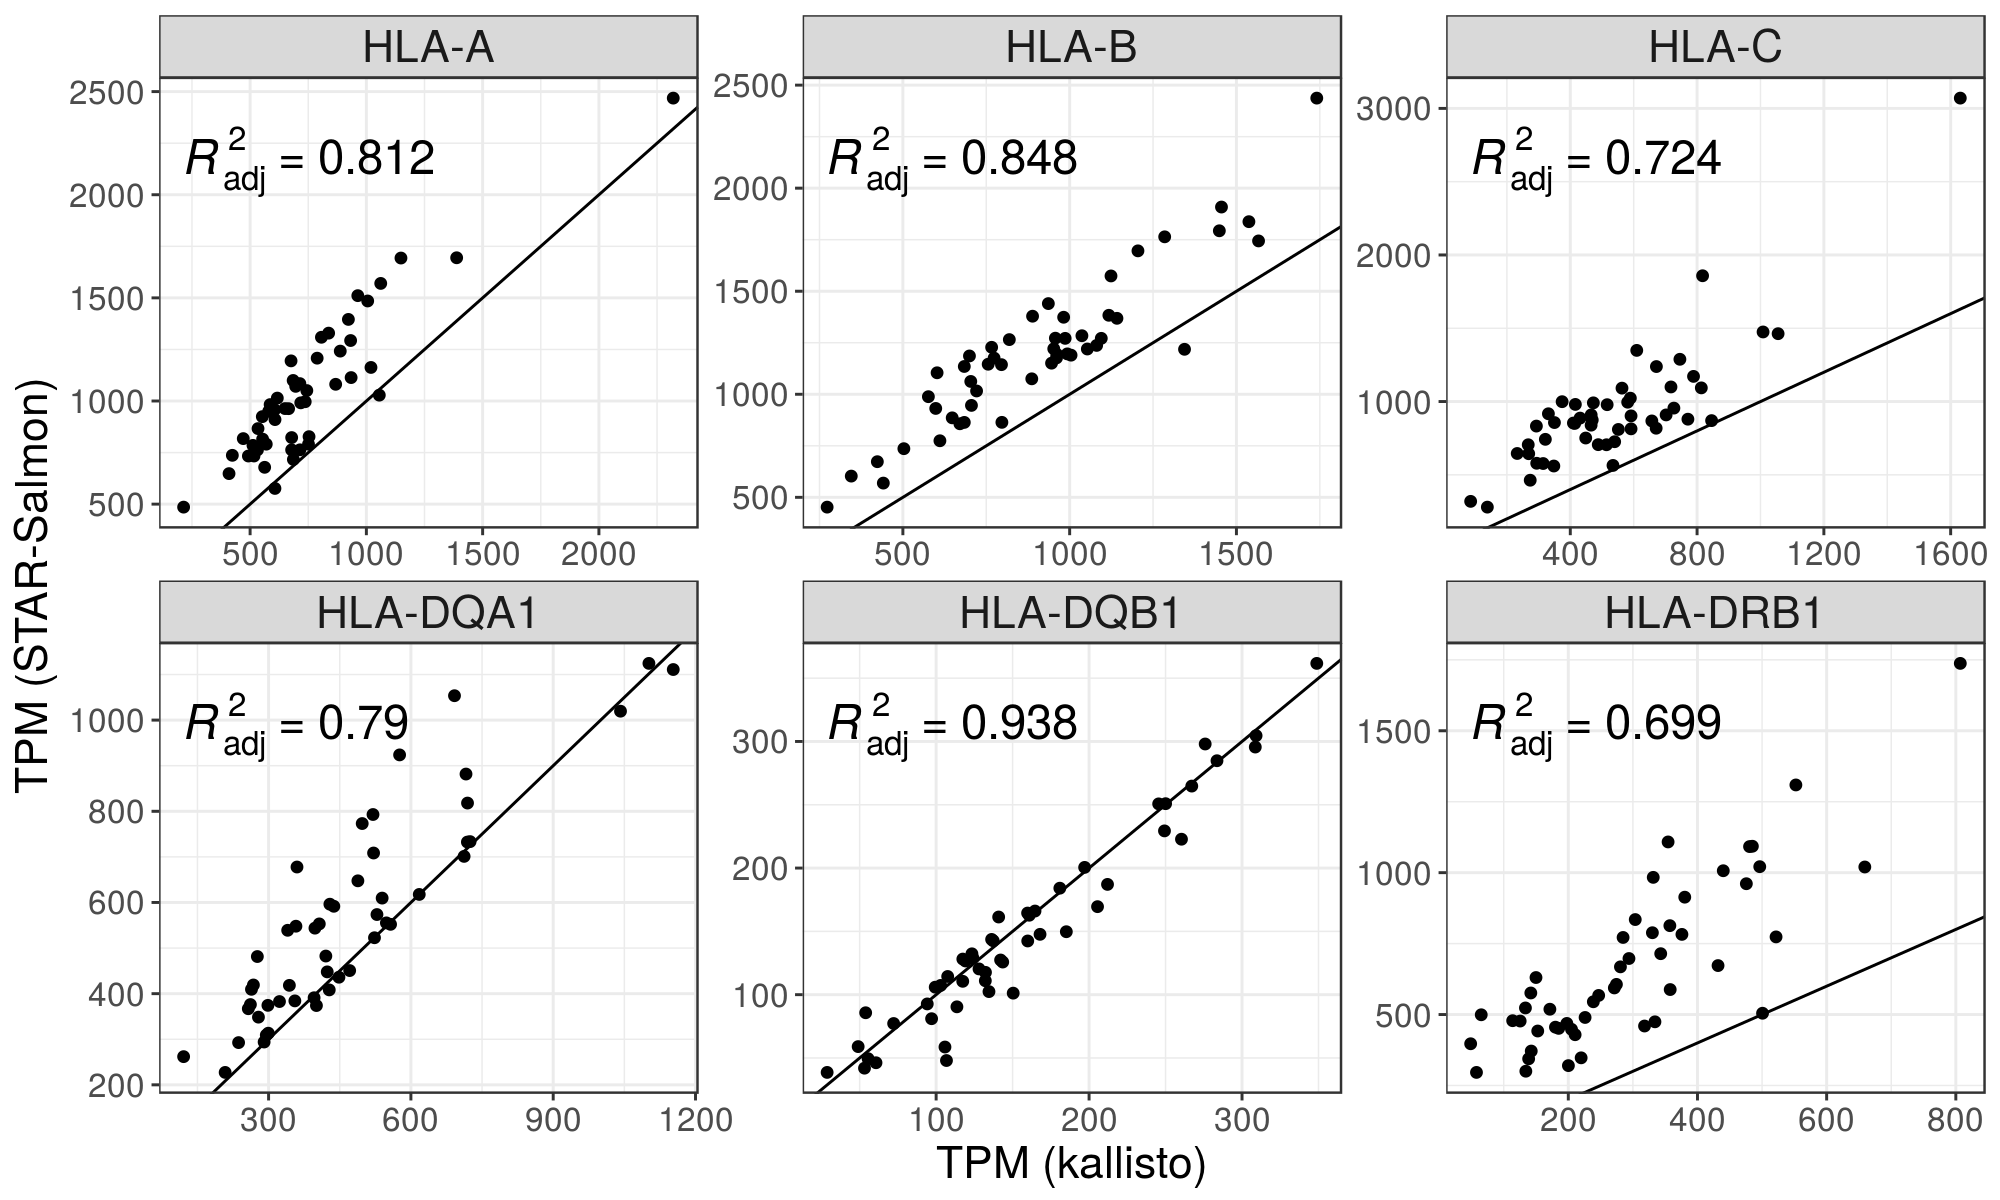 HLA-A
HLA-B
HLA-C
2500
2000
1500
1000
500
R²adj = 0.812
500 1000 1500 2000
2500
2000
1500
1000
500
R²adj = 0.848
500 1000 1500
3000
2000
1000
R²adj = 0.724
400 800 1200 1600
TPM (STAR-Salmon)
HLA-DQA1
HLA-DQB1
HLA-DRB1
1000
800
600
400
200
R²adj = 0.79
300 600 900 1200
300
200
100
R²adj = 0.938
100 200 300
1500
1000
500
R²adj = 0.699
200 400 600 800
TPM (kallisto)